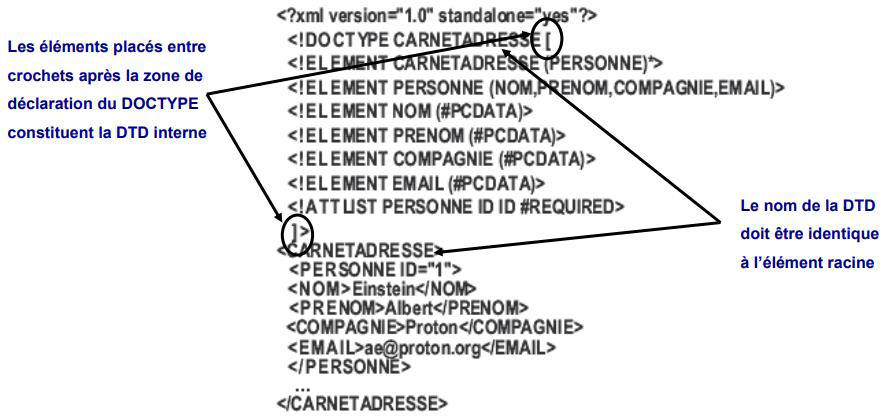 Les éléments placés entre
crochets après la zone de
déclaration du DOCTYPE
constituent la DTD interne
<?xml version="1.0" standalone="yes"?>
<!DOCTYPE CARNETADRESSE [
<!ELEMENT CARNETADRESSE (PERSONNE)*>
<!ELEMENT PERSONNE (NOM,PRENOM,COMPAGNIE,EMAIL)>
<!ELEMENT NOM (#PCDATA)>
<!ELEMENT PRENOM (#PCDATA)>
<!ELEMENT COMPAGNIE (#PCDATA)>
<!ELEMENT EMAIL (#PCDATA)>
<!ATTLIST PERSONNE ID ID #REQUIRED>
]>
<CARNETADRESSE>
<PERSONNE ID="1">
<NOM>Einstein</NOM>
<PRENOM>Albert</PRENOM>
<COMPAGNIE>Proton</COMPAGNIE>
<EMAIL>ae@proton.org</EMAIL>
</PERSONNE>
...
</CARNETADRESSE>
Le nom de la DTD
doit être identique
à l'élément racine